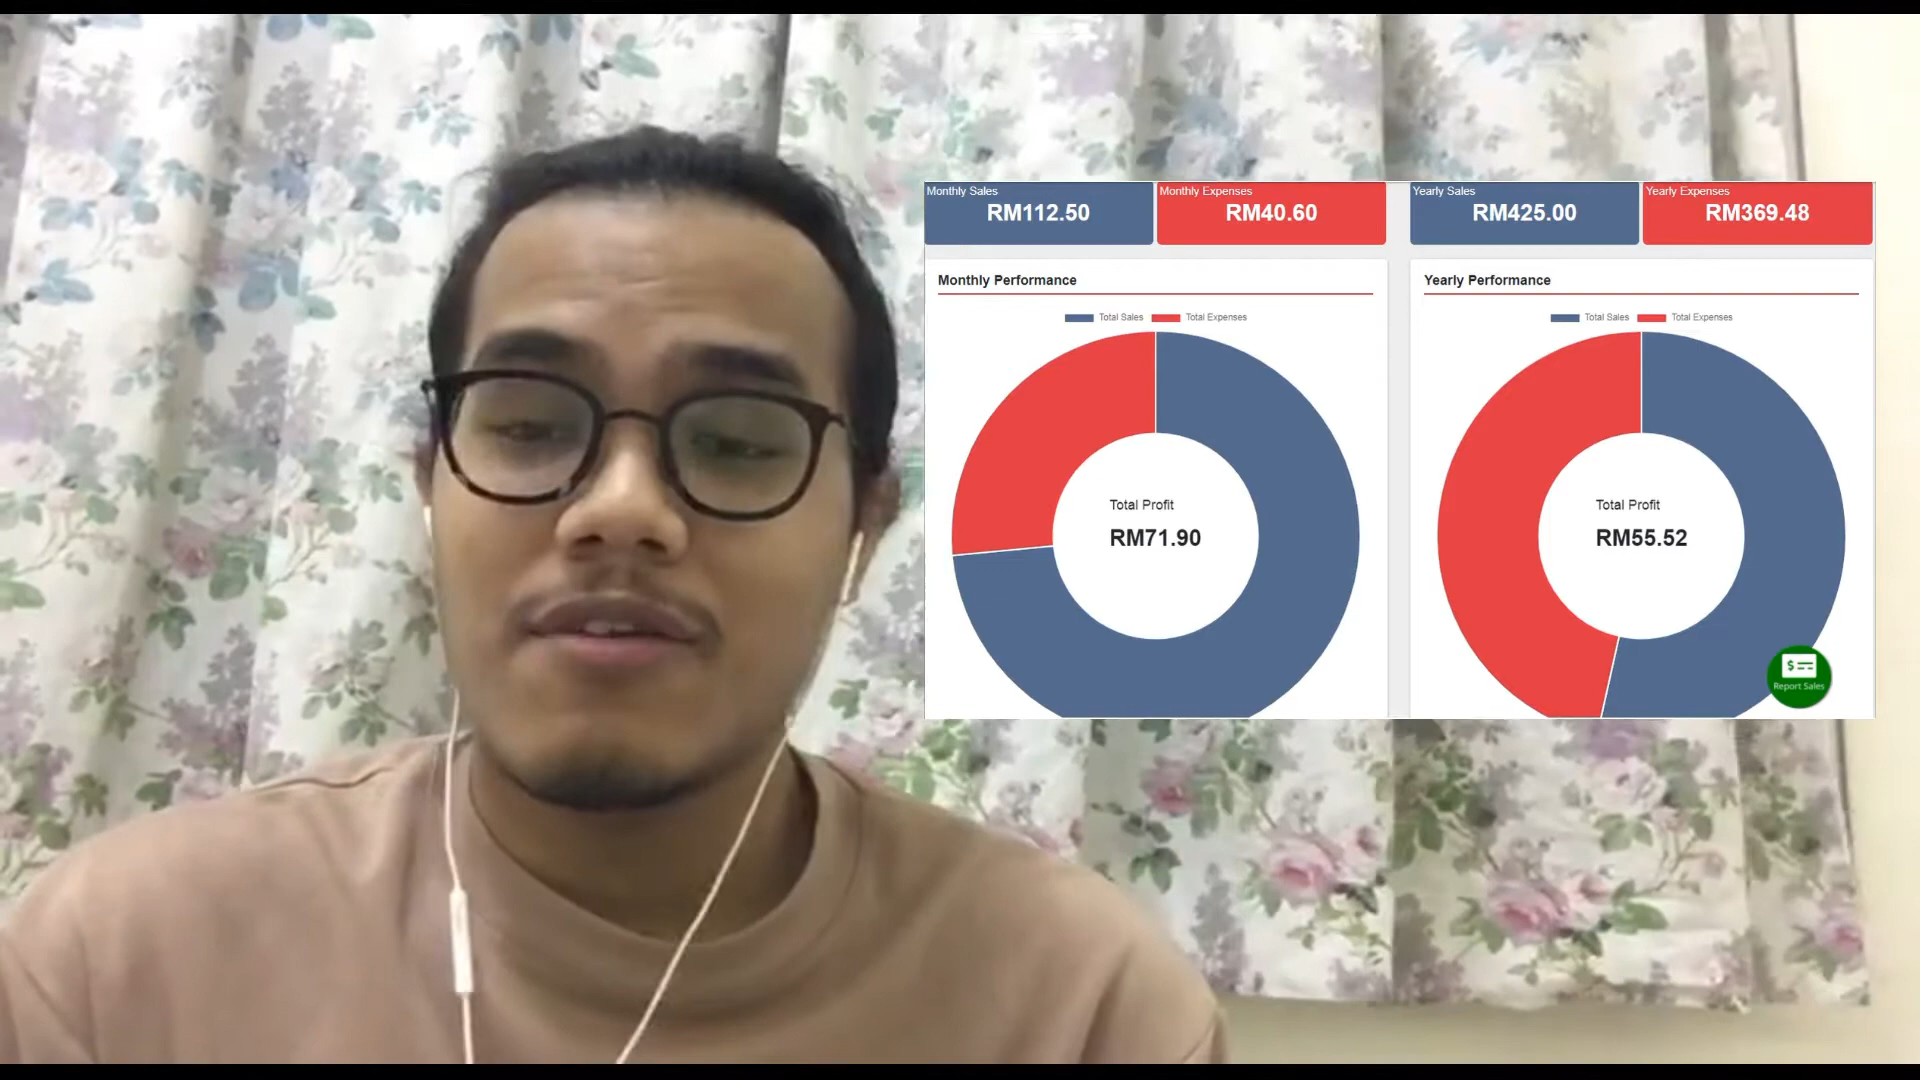 Monthly Sales
RM112.50
Monthly Expenses
RM40.60
Yearly Sales
RM425.00
Yearly Expenses
RM369.48
Monthly Performance
Total Sales
Total Expenses
Total Profit
RM71.90
Yearly Performance
Total Sales
Total Expenses
Total Profit
RM55.52
$
Report Sales